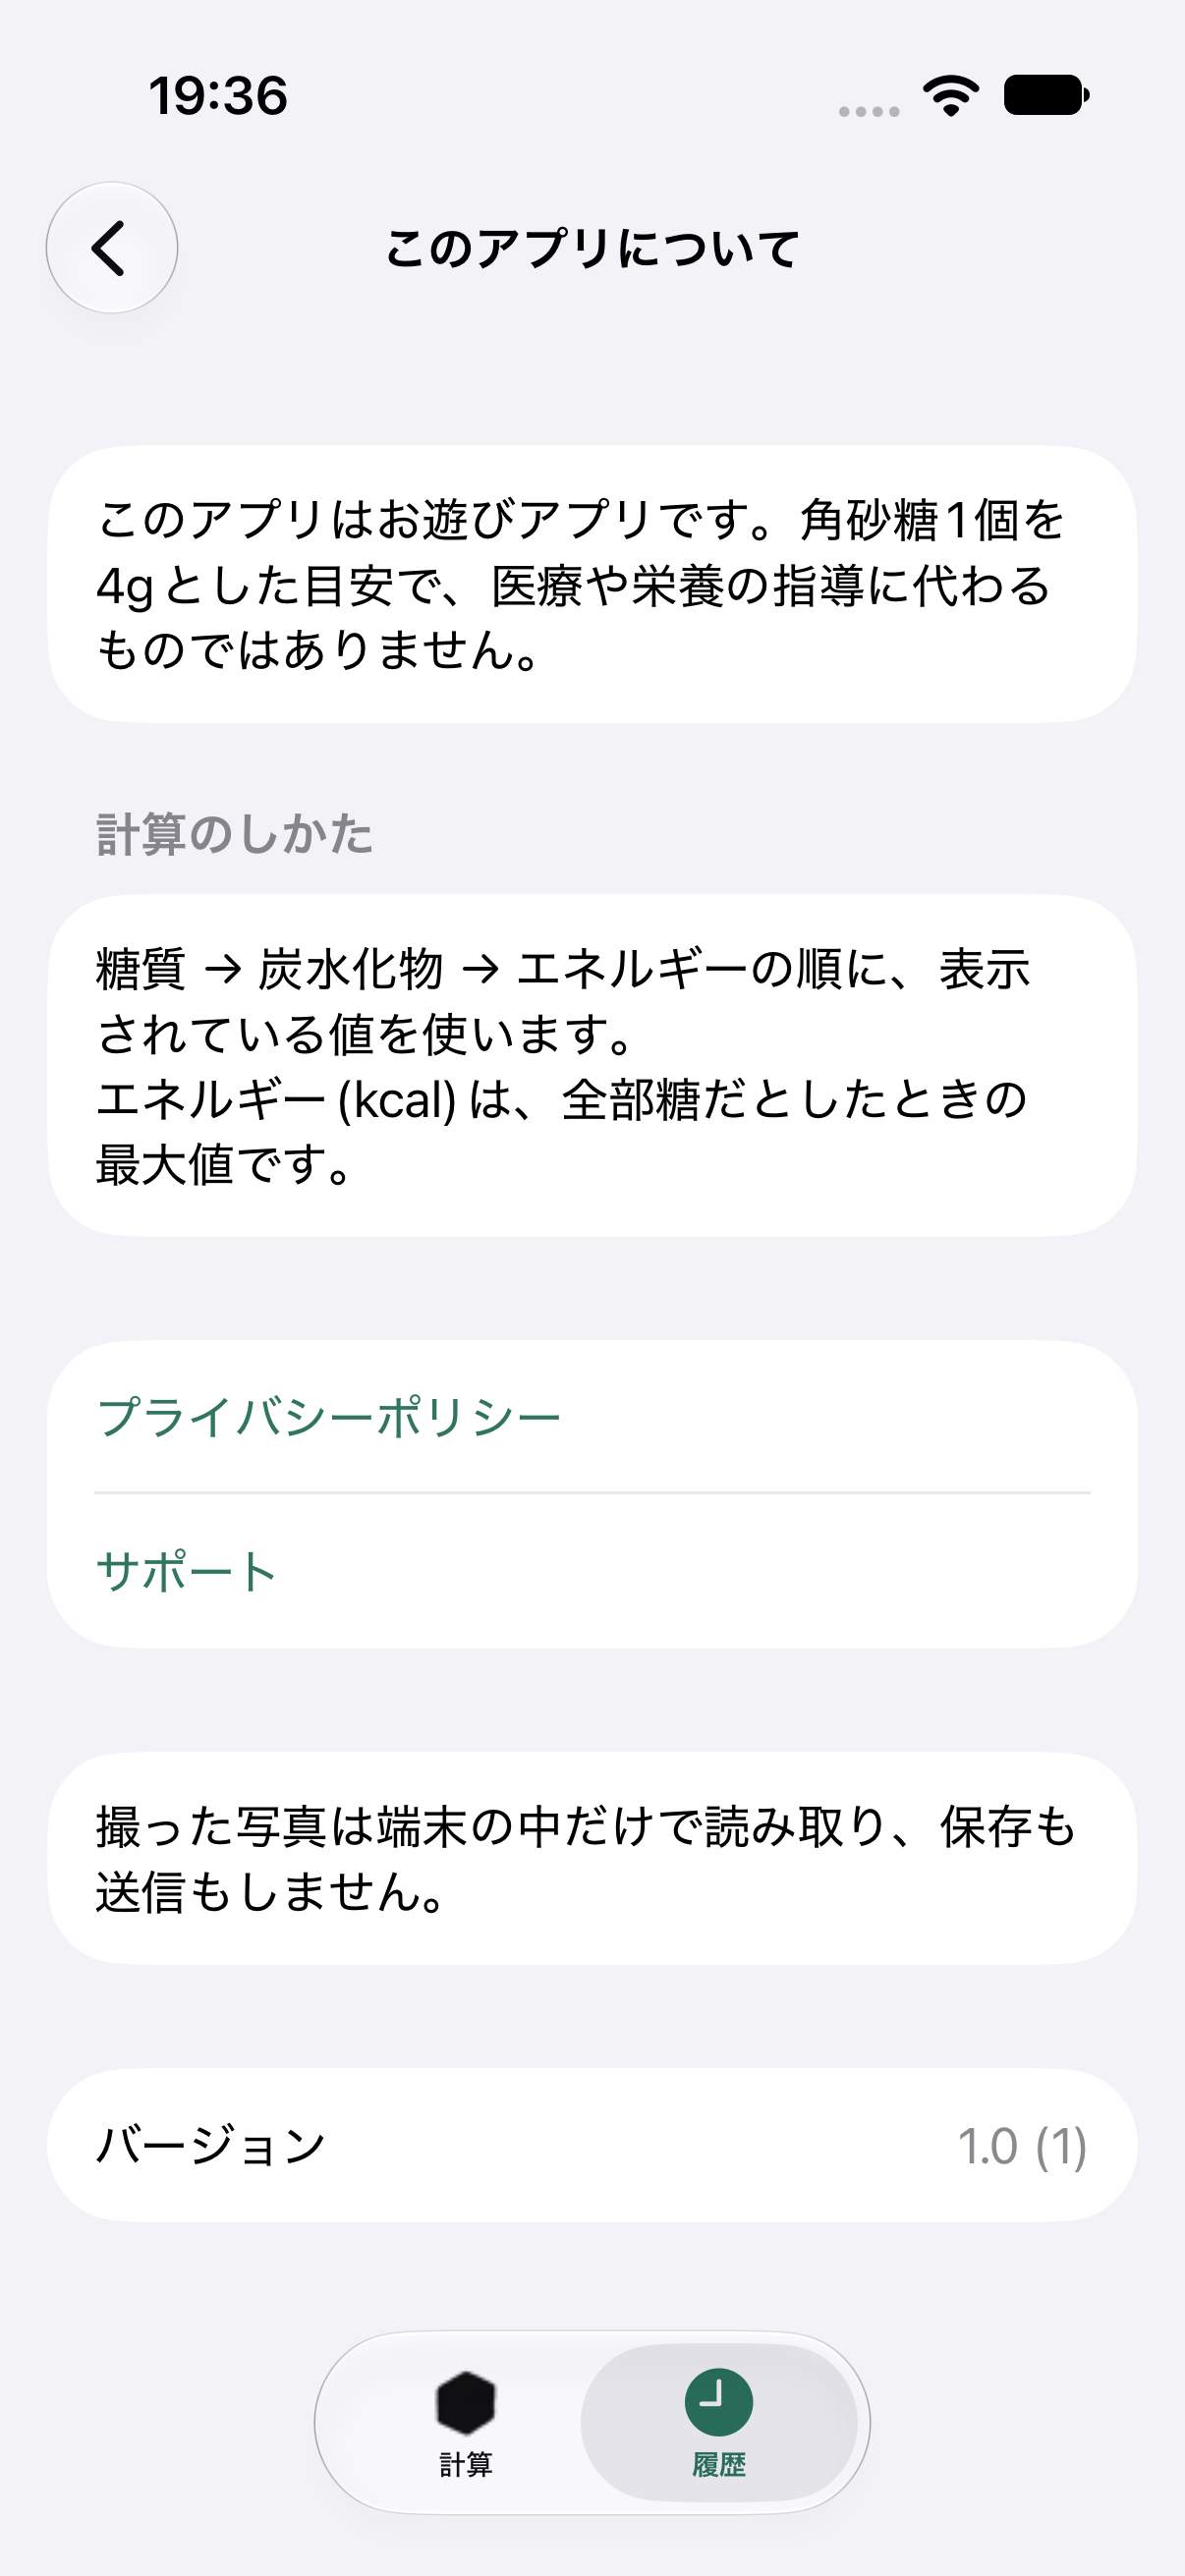 19:36
このアプリについて
このアプリはお遊びアプリです。角砂糖1個を
4gとした目安で、医療や栄養の指導に代わる
ものではありません。
計算のしかた
糖質 → 炭水化物 → エネルギーの順に、表示
されている値を使います。
エネルギー(kcal)は、全部糖だとしたときの
最大値です。
プライバシーポリシー
サポート
撮った写真は端末の中だけで読み取り、保存も
送信もしません。
バージョン 1.0 (1)
計算 履歴